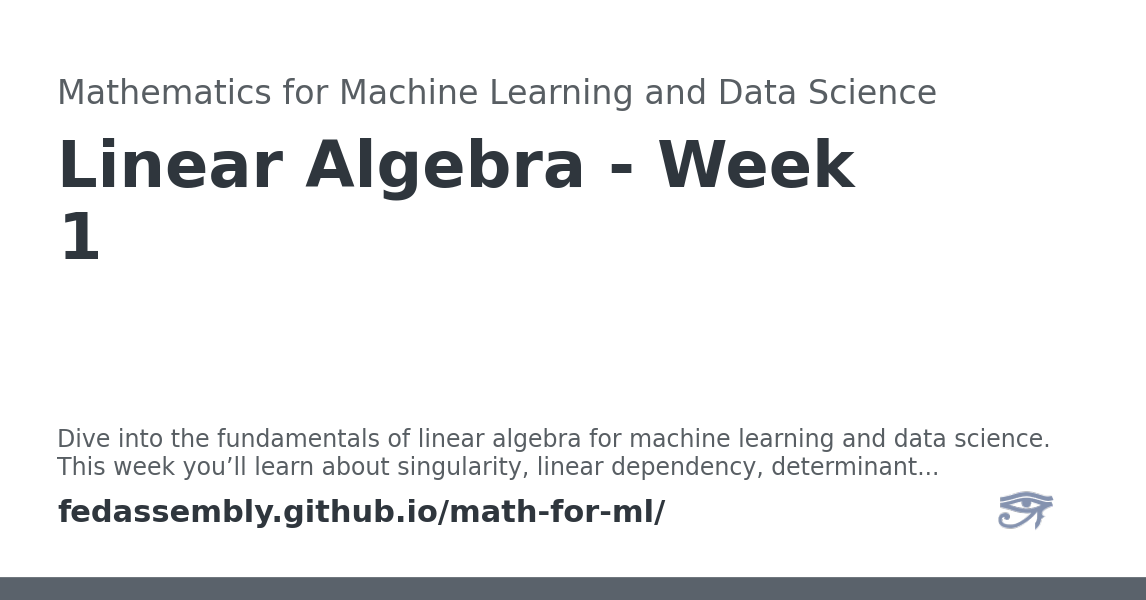 Mathematics for Machine Learning and Data Science
Linear Algebra - Week
1
Dive into the fundamentals of linear algebra for machine learning and data science.
This week you’ll learn about singularity, linear dependency, determinant...
fedassembly.github.io/math-for-ml/